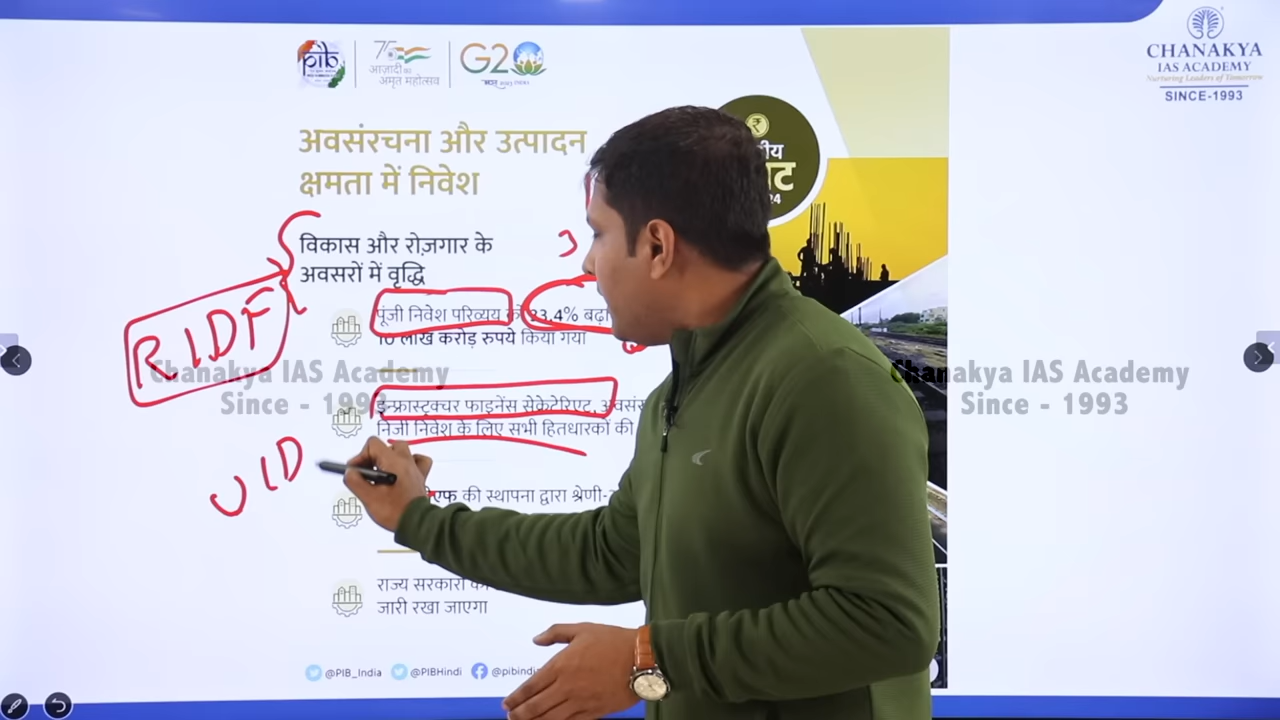 pib
75
आज़ादी का
अमृत महोत्सव
G20
CHANAKYA
IAS ACADEMY
Nurturing Leaders of Tomorrow
SINCE-1993
अवसंरचना और उत्पादन
क्षमता में निवेश
विकास और रोज़गार के
अवसरों में वृद्धि
3
RIDF
पूंजी निवेश परिव्यय को 33.4% बढ़ा
10 लाख करोड़ रुपये किया गया
Chanakya IAS Academy
Since - 1993
Chanakya IAS Academy
Since - 1993
इन्फ्रास्ट्रक्चर फाइनेंस सेक्रेटेरिएट,
निजी निवेश के लिए सभी हितधारकों की
UID
की स्थापना द्वारा
राज्य सरकारों
जारी रखा जाएगा
@PIB_India
@PIBHindi